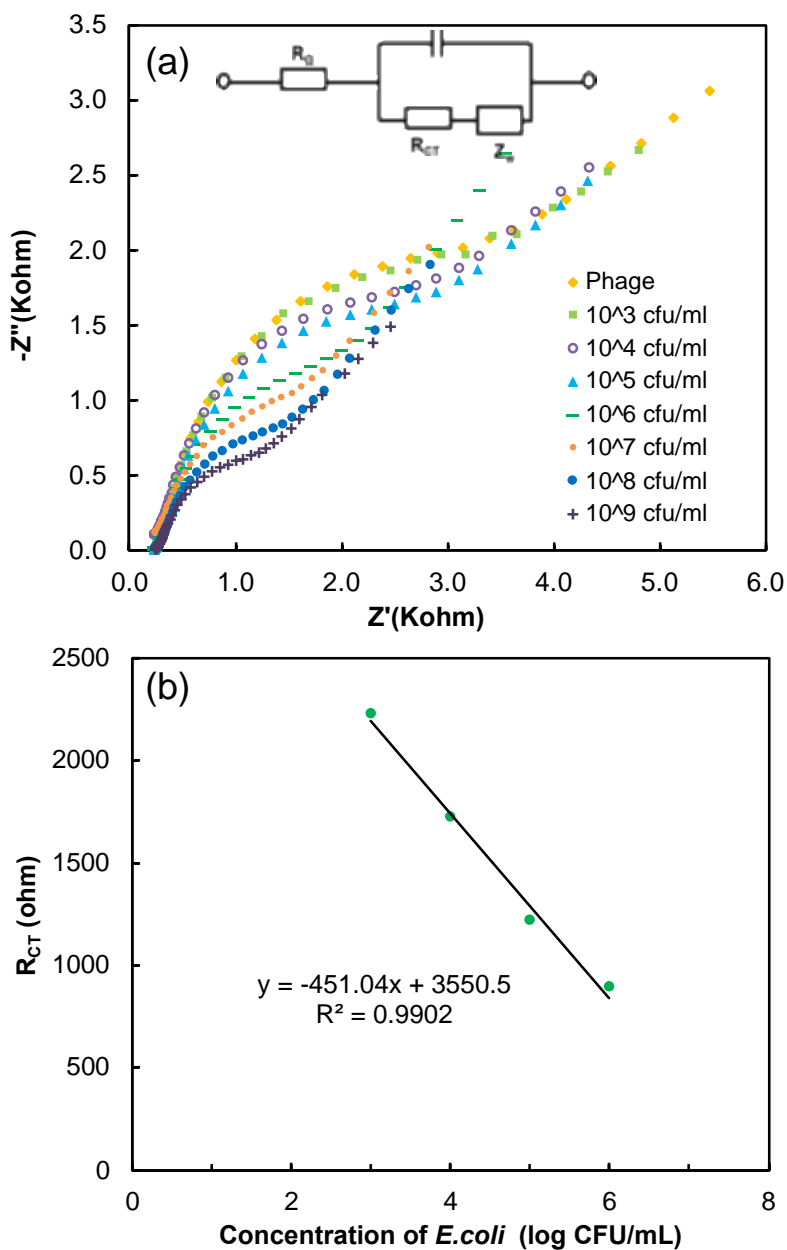 (a)
R_Ω
R_CT
Z_w
3.5
3.0
2.5
2.0
1.5
1.0
0.5
0.0
-Z"(Kohm)
Phage
10^3 cfu/ml
10^4 cfu/ml
10^5 cfu/ml
10^6 cfu/ml
10^7 cfu/ml
10^8 cfu/ml
10^9 cfu/ml
0.0 1.0 2.0 3.0 4.0 5.0 6.0
Z'(Kohm)
(b)
2500
2000
1500
1000
500
0
R_CT (ohm)
y = -451.04x + 3550.5
R² = 0.9902
0 2 4 6 8
Concentration of E.coli (log CFU/mL)